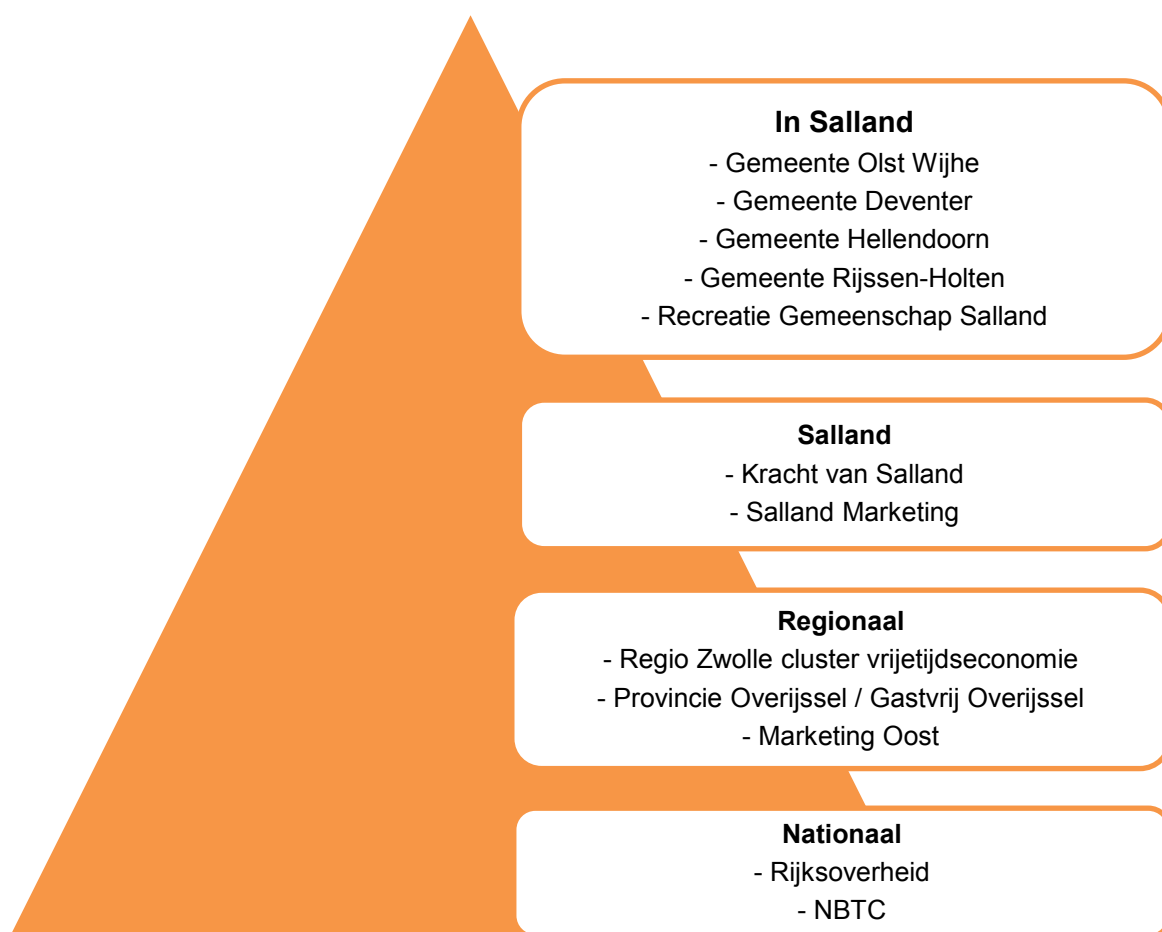 In Salland
- Gemeente Olst Wijhe
- Gemeente Deventer
- Gemeente Hellendoorn
- Gemeente Rijssen-Holten
- Recreatie Gemeenschap Salland
Salland
- Kracht van Salland
- Salland Marketing
Regionaal
- Regio Zwolle cluster vrijetijdseconomie
- Provincie Overijssel / Gastvrij Overijssel
- Marketing Oost
Nationaal
- Rijksoverheid
- NBTC